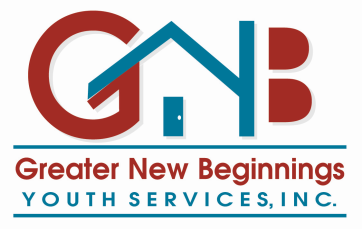 GNB
Greater New Beginnings
YOUTH SERVICES, INC.